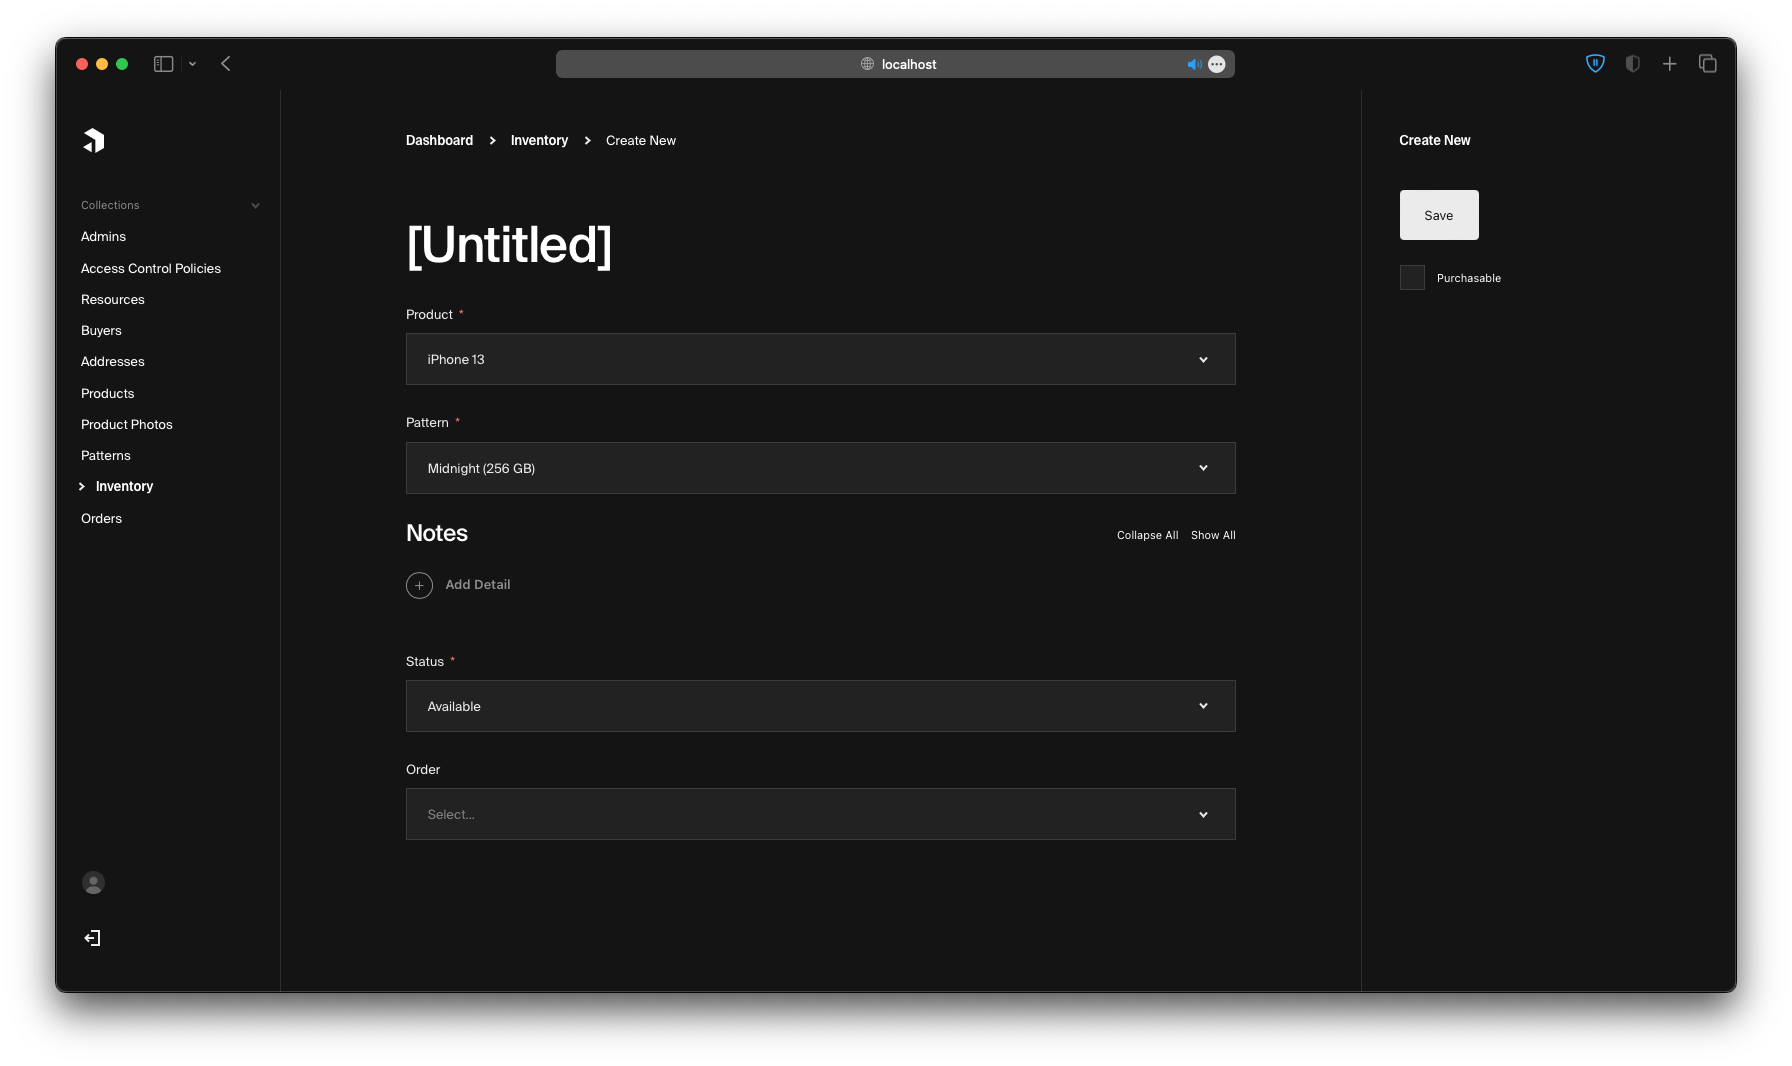 localhost
Collections
Admins
Access Control Policies
Resources
Buyers
Addresses
Products
Product Photos
Patterns
Inventory
Orders
Dashboard > Inventory > Create New
[Untitled]
Product *
iPhone 13
Pattern *
Midnight (256 GB)
Notes
Collapse All Show All
Add Detail
Status *
Available
Order
Select...
Create New
Save
Purchasable